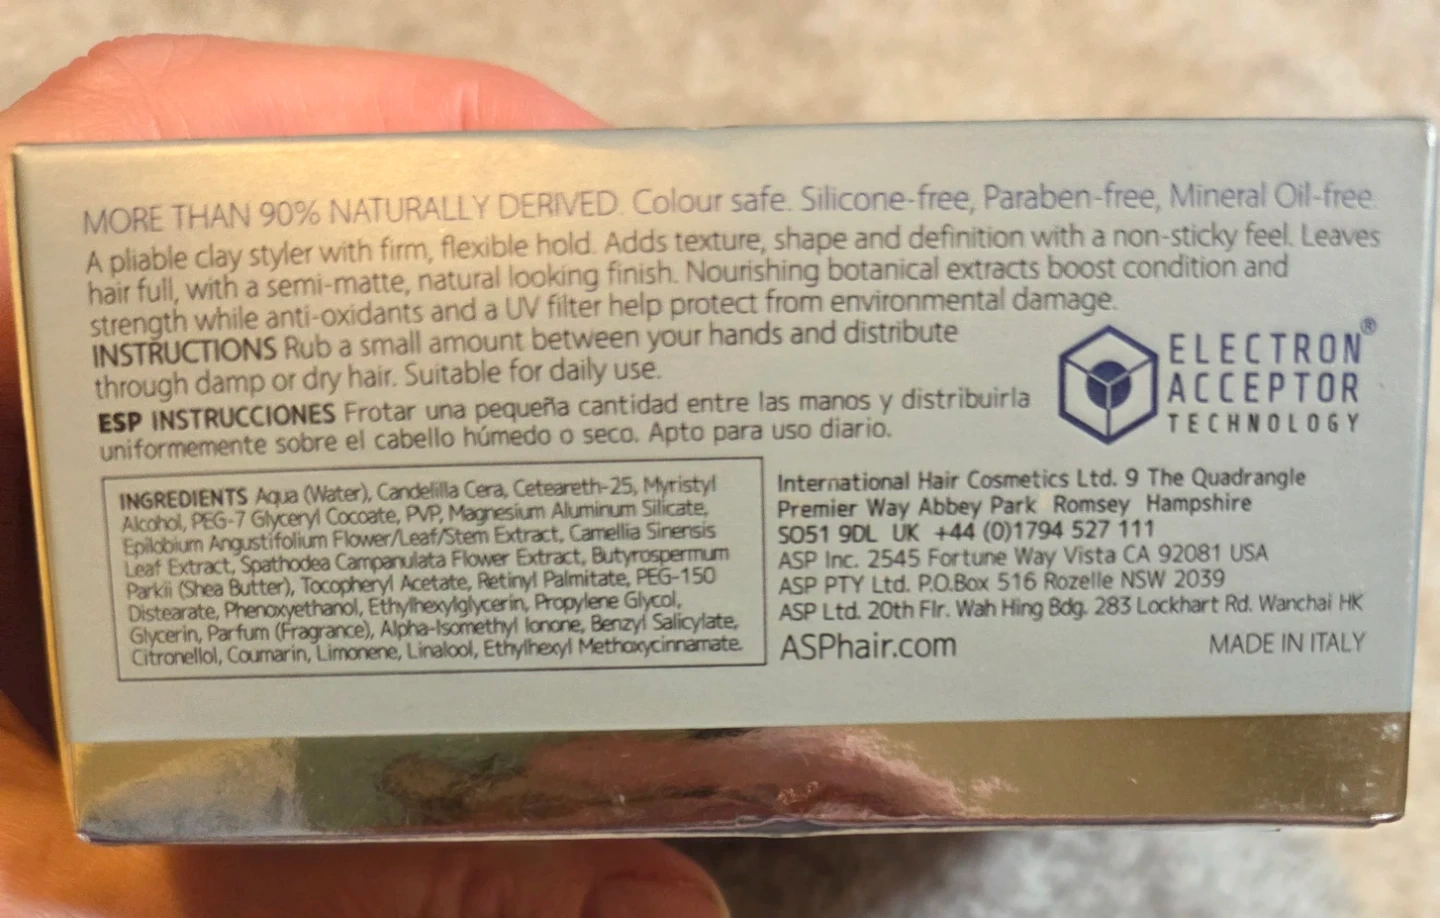 MORE THAN 90% NATURALLY DERIVED. Colour safe. Silicone-free, Paraben-free, Mineral Oil-free.
A pliable clay styler with firm, flexible hold. Adds texture, shape and definition with a non-sticky feel. Leaves
hair full, with a semi-matte, natural looking finish. Nourishing botanical extracts boost condition and
strength while anti-oxidants and a UV filter help protect from environmental damage.
INSTRUCTIONS Rub a small amount between your hands and distribute
through damp or dry hair. Suitable for daily use.
ESP INSTRUCCIONES Frotar una pequeña cantidad entre las manos y distribuirla
uniformemente sobre el cabello húmedo o seco. Apto para uso diario.
ELECTRON®
ACCEPTOR
TECHNOLOGY
INGREDIENTS Aqua (Water), Candelilla Cera, Ceteareth-25, Myristyl
Alcohol, PEG-7 Glyceryl Cocoate, PVP, Magnesium Aluminum Silicate,
Epilobium Angustifolium Flower/Leaf/Stem Extract, Camellia Sinensis
Leaf Extract, Spathodea Campanulata Flower Extract, Butyrospermum
Parkii (Shea Butter), Tocopheryl Acetate, Retinyl Palmitate, PEG-150
Distearate, Phenoxyethanol, Ethylhexylglycerin, Propylene Glycol,
Glycerin, Parfum (Fragrance), Alpha-Isomethyl Ionone, Benzyl Salicylate,
Citronellol, Coumarin, Limonene, Linalool, Ethylhexyl Methoxycinnamate.
International Hair Cosmetics Ltd. 9 The Quadrangle
Premier Way Abbey Park Romsey Hampshire
SO51 9DL UK +44 (0)1794 527 111
ASP Inc. 2545 Fortune Way Vista CA 92081 USA
ASP PTY Ltd. P.O.Box 516 Rozelle NSW 2039
ASP Ltd. 20th Flr. Wah Hing Bdg. 283 Lockhart Rd. Wanchai HK
ASPhair.com
MADE IN ITALY